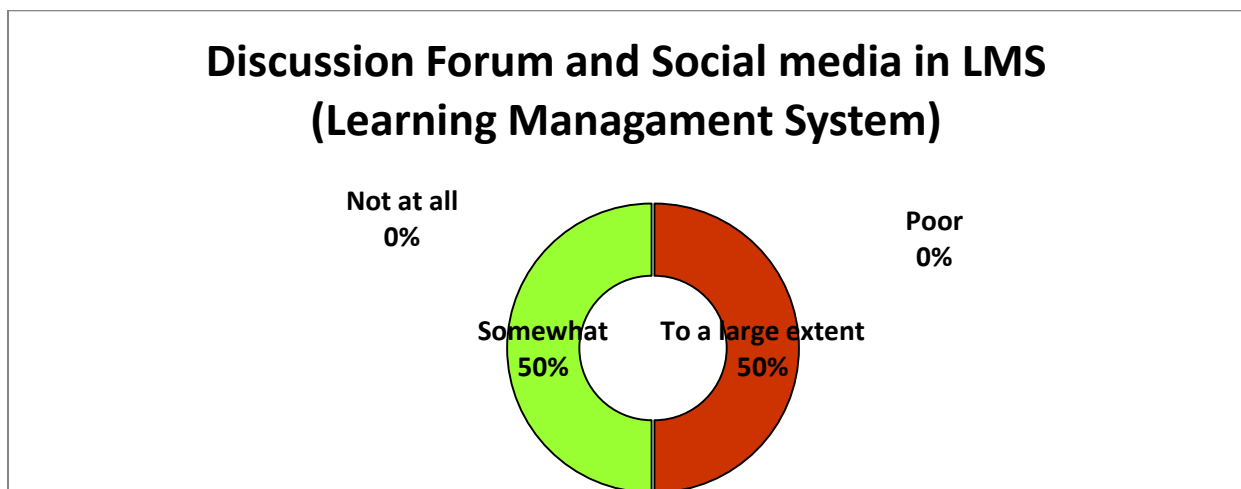 Discussion Forum and Social media in LMS
(Learning Managament System)
Not at all
0%
Poor
0%
Somewhat
50%
To a large extent
50%